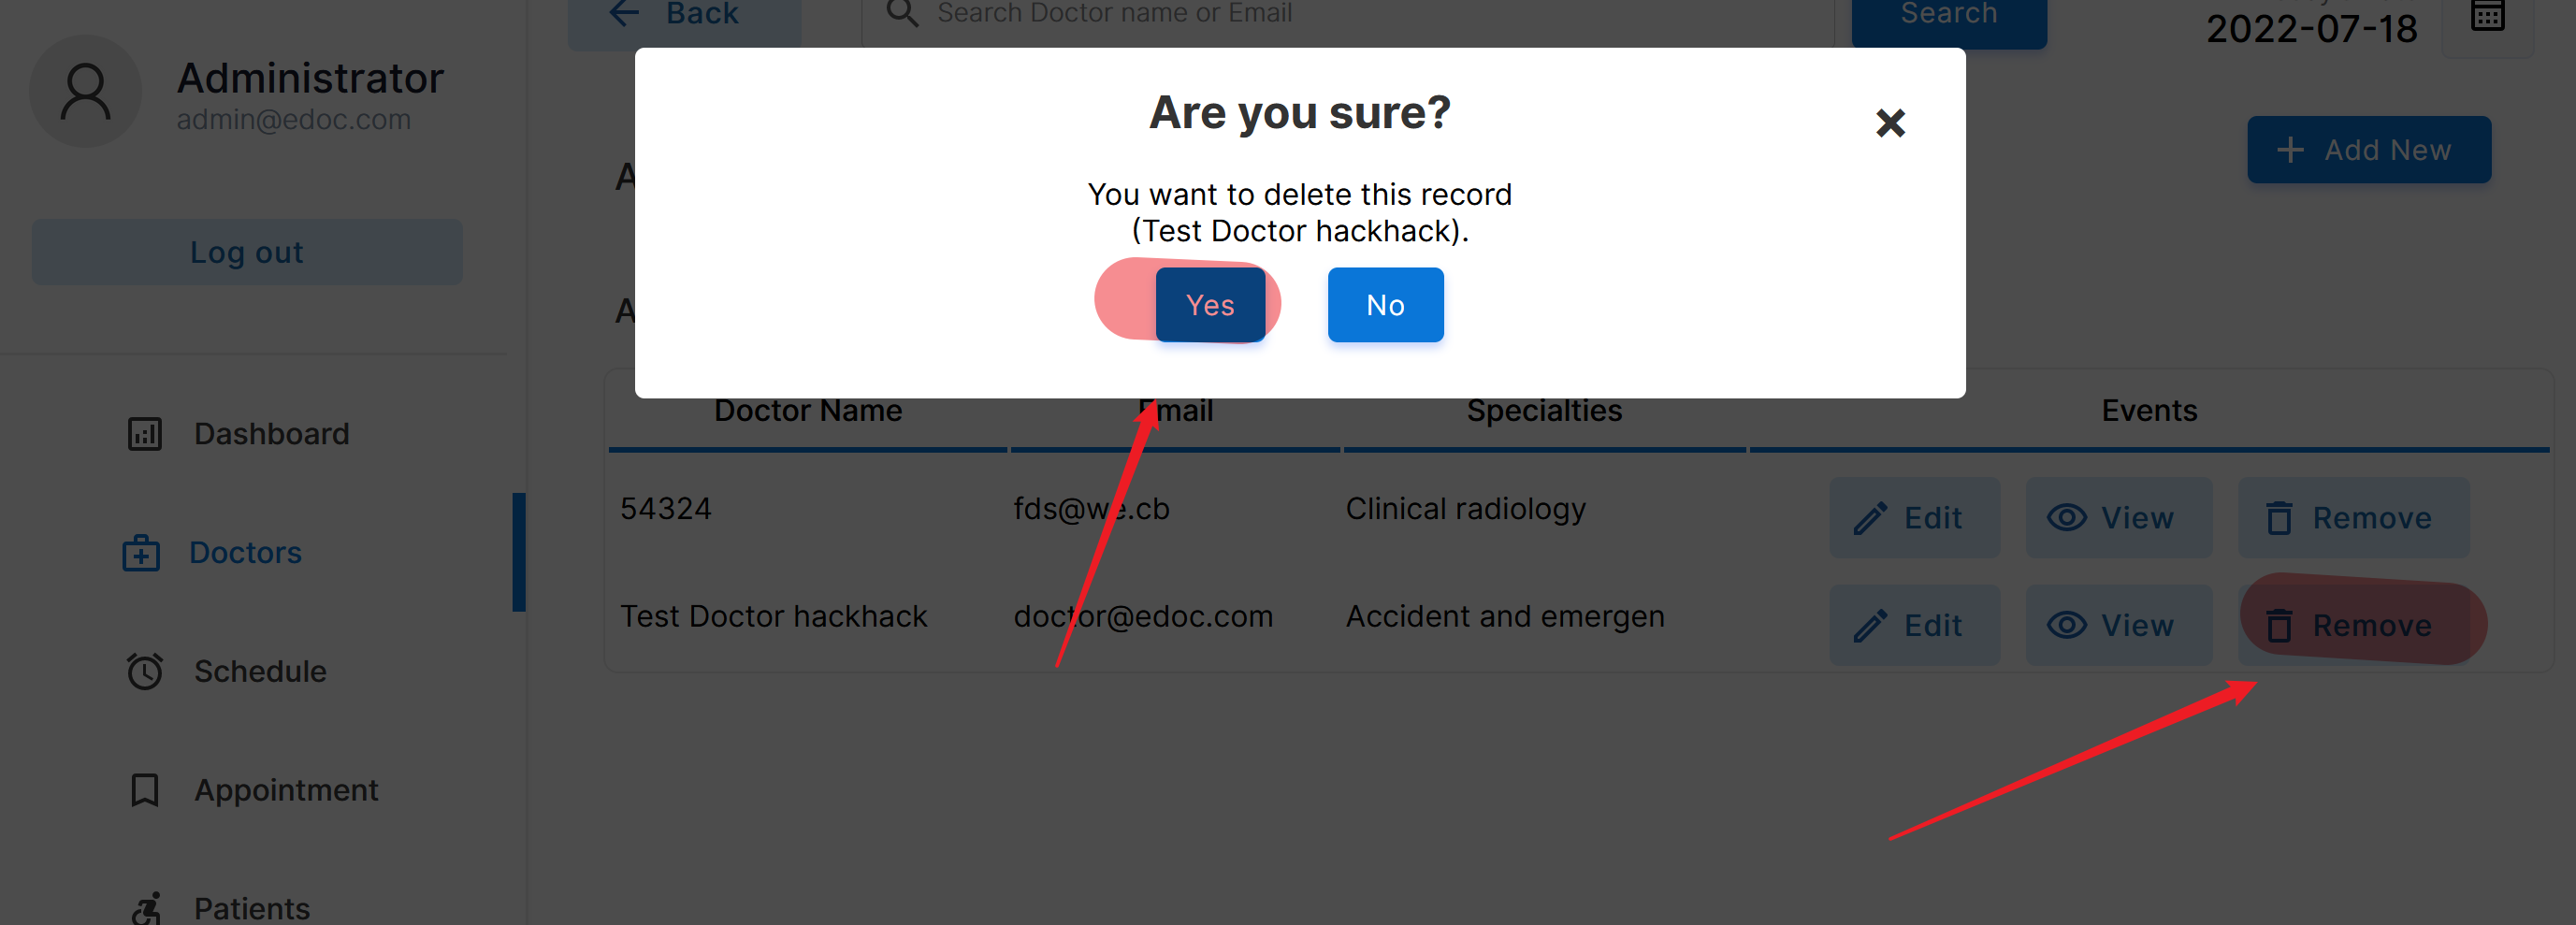 Administrator
admin@edoc.com
Log out
Dashboard
Doctors
Schedule
Appointment
Patients
Back
Search Doctor name or Email
Search
2022-07-18
Add New
Are you sure?
You want to delete this record
(Test Doctor hackhack).
Yes
No
Doctor Name
Email
Specialties
Events
54324
fds@we.cb
Clinical radiology
Edit
View
Remove
Test Doctor hackhack
doctor@edoc.com
Accident and emergen
Edit
View
Remove